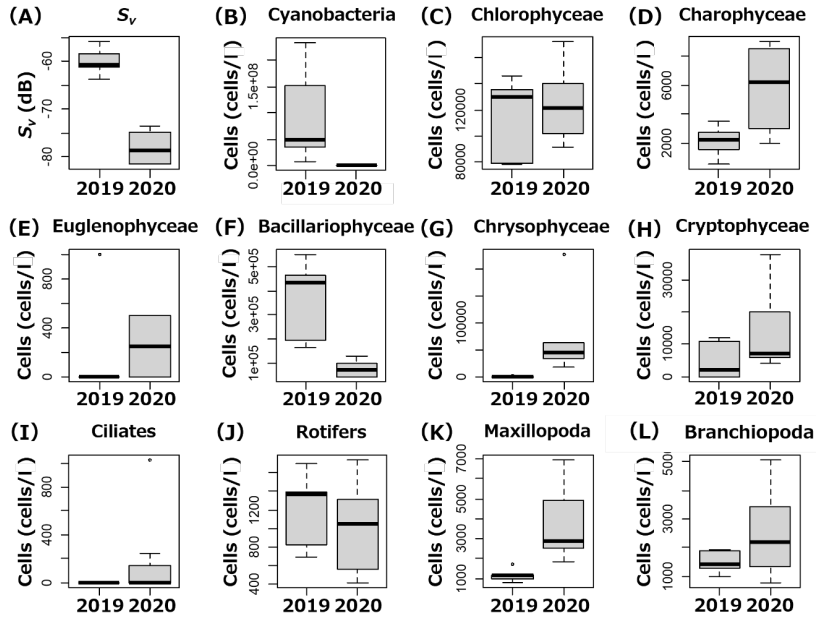 (A) Sv (B) Cyanobacteria (C) Chlorophyceae (D) Charophyceae
Sv (dB) -60 -70 -80 2019 2020
Cells (cells/l) 1.5e+08 0.0e+00 2019 2020
Cells (cells/l) 120000 80000 2019 2020
Cells (cells/l) 6000 2000 2019 2020
(E) Euglenophyceae (F) Bacillariophyceae (G) Chrysophyceae (H) Cryptophyceae
Cells (cells/l) 800 400 0 2019 2020
Cells (cells/l) 5e+05 3e+05 1e+05 2019 2020
Cells (cells/l) 100000 0 2019 2020
Cells (cells/l) 30000 10000 0 2019 2020
(I) Ciliates (J) Rotifers (K) Maxillopoda (L) Branchiopoda
Cells (cells/l) 800 400 0 2019 2020
Cells (cells/l) 1200 800 400 2019 2020
Cells (cells/l) 7000 5000 3000 1000 2019 2020
Cells (cells/l) 5000 3000 1000 2019 2020